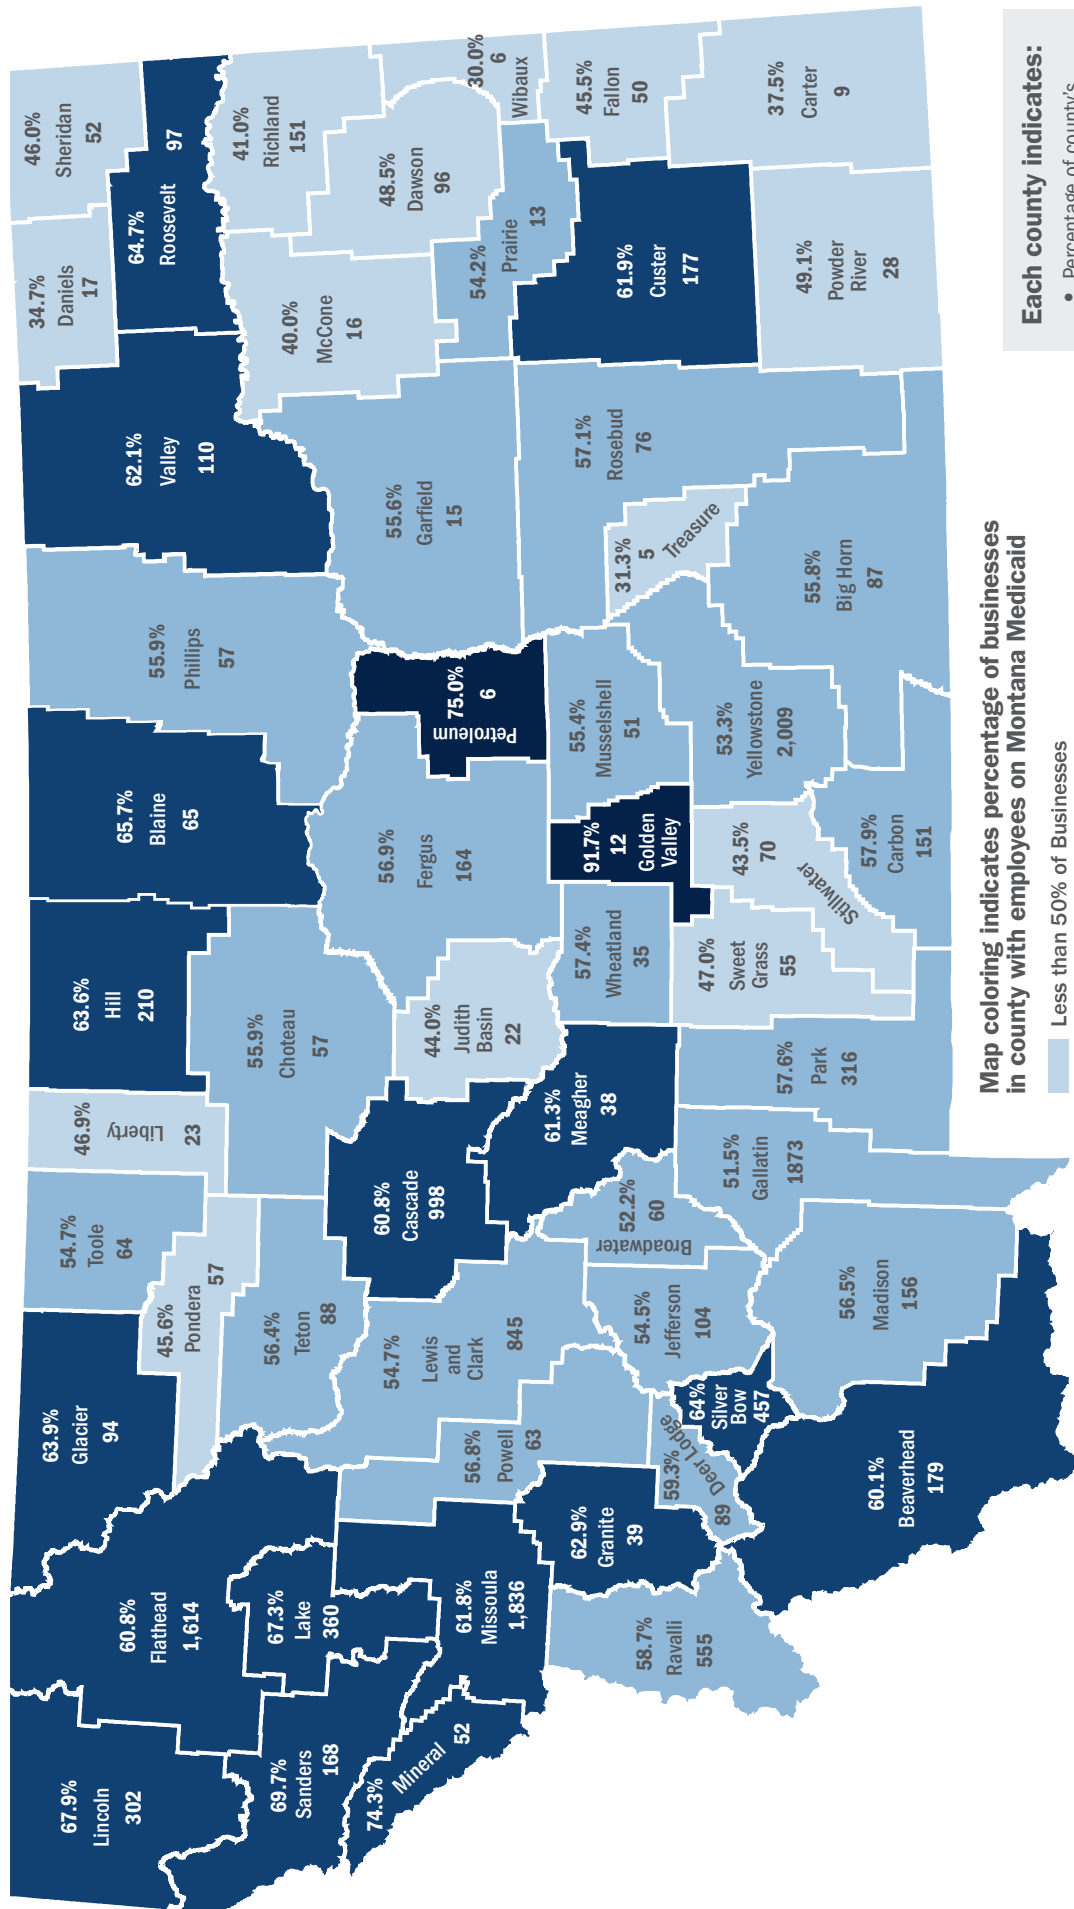 67.9%
Lincoln
302
60.8%
Flathead
1,614
63.9%
Glacier
94
54.7%
Toole
64
46.9%
Liberty
23
63.6%
Hill
210
65.7%
Blaine
65
55.9%
Phillips
57
62.1%
Valley
110
34.7%
Daniels
17
46.0%
Sheridan
52
64.7%
Roosevelt
97
69.7%
Sanders
168
67.3%
Lake
360
45.6%
Pondera
57
56.4%
Teton
88
55.9%
Choteau
57
60.8%
Cascade
998
41.0%
Richland
151
40.0%
McCone
16
48.5%
Dawson
96
30.0%
6
Wibaux
54.2%
Prairie
13
55.6%
Garfield
15
75.0%
6
Petroleum
56.9%
Fergus
164
44.0%
Judith
Basin
22
54.7%
Lewis
and
Clark
845
56.8%
Powell
63
61.8%
Missoula
1,836
74.3%
Mineral
52
62.9%
Granite
39
58.7%
Ravalli
555
59.3%
Deer Lodge
89
64%
Silver
Bow
457
54.5%
Jefferson
104
52.2%
60
Broadwater
61.3%
Meagher
38
57.4%
Wheatland
35
91.7%
12
Golden
Valley
55.4%
Musselshell
51
31.3%
5
Treasure
57.1%
Rosebud
76
61.9%
Custer
177
45.5%
Fallon
50
37.5%
Carter
9
49.1%
Powder
River
28
55.8%
Big Horn
87
53.3%
Yellowstone
2,009
57.9%
Carbon
151
43.5%
70
Stillwater
47.0%
Sweet
Grass
55
57.6%
Park
316
51.5%
Gallatin
1873
56.5%
Madison
156
60.1%
Beaverhead
179
Map coloring indicates percentage of businesses
in county with employees on Montana Medicaid
Less than 50% of Businesses
Each county indicates:
• Percentage of county's